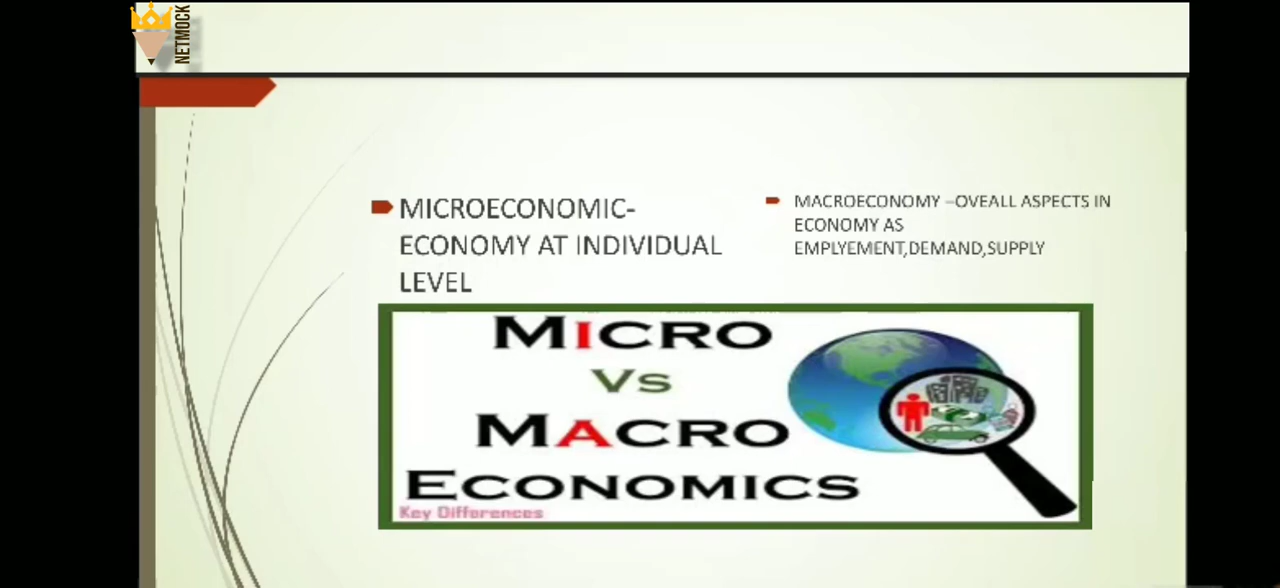 NETMOCK
MICROECONOMIC-
ECONOMY AT INDIVIDUAL
LEVEL
MACROECONOMY –OVEALL ASPECTS IN
ECONOMY AS
EMPLYEMENT,DEMAND,SUPPLY
MICRO
VS
MACRO
ECONOMICS
Key Differences